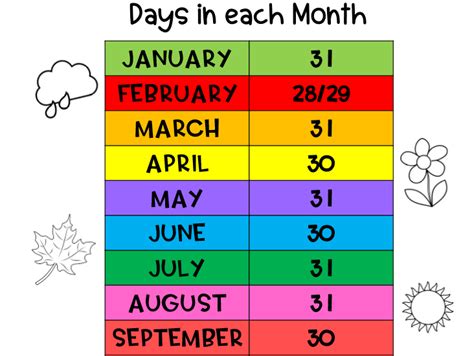 Days in each Month
JANUARY 31
FEBRUARY 28/29
MARCH 31
APRIL 30
MAY 31
JUNE 30
JULY 31
AUGUST 31
SEPTEMBER 30